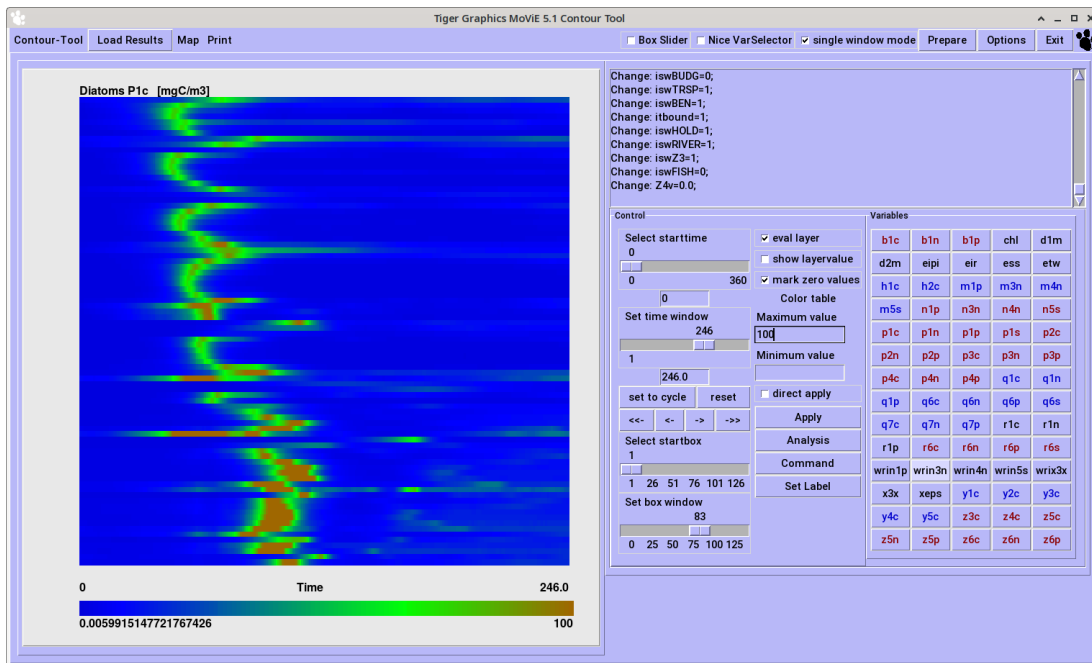 Tiger Graphics MoViE 5.1 Contour Tool
Contour-Tool Load Results Map Print Box Slider Nice VarSelector single window mode Prepare Options Exit
Diatoms P1c [mgC/m3]
0 Time 246.0
0.0059915147721767426 100
Change: iswBUDG=0;
Change: iswTRSP=1;
Change: iswBEN=1;
Change: itbound=1;
Change: iswHOLD=1;
Change: iswRIVER=1;
Change: iswZ3=1;
Change: iswFISH=0;
Change: Z4v=0.0;
Control
Select starttime
0
0 360
0
Set time window
246
1
246.0
set to cycle reset
<<- <- -> ->>
Select startbox
1
1 26 51 76 101 126
Set box window
83
0 25 50 75 100 125
eval layer
show layervalue
mark zero values
Color table
Maximum value
100
Minimum value
direct apply
Apply
Analysis
Command
Set Label
Variables
b1c b1n b1p chl d1m
d2m eipi eir ess etw
h1c h2c m1p m3n m4n
m5s n1p n3n n4n n5s
p1c p1n p1p p1s p2c
p2n p2p p3c p3n p3p
p4c p4n p4p q1c q1n
q1p q6c q6n q6p q6s
q7c q7n q7p r1c r1n
r1p r6c r6n r6p r6s
wrin1p wrin3n wrin4n wrin5s wrix3x
x3x xeps y1c y2c y3c
y4c y5c z3c z4c z5c
z5n z5p z6c z6n z6p